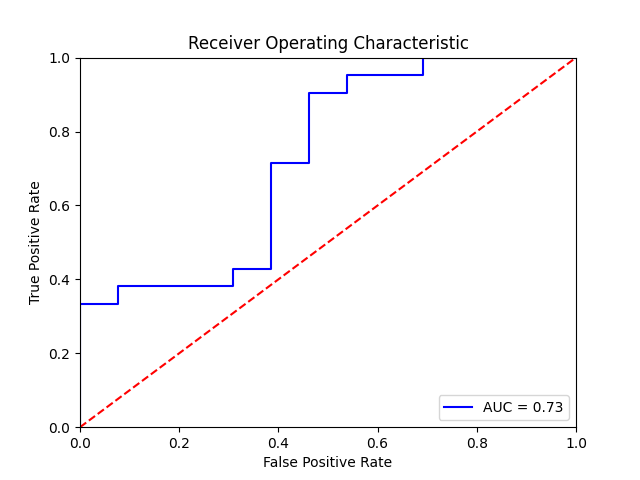 Receiver Operating Characteristic
True Positive Rate
1.0
0.8
0.6
0.4
0.2
0.0
AUC = 0.73
0.0 0.2 0.4 0.6 0.8 1.0
False Positive Rate